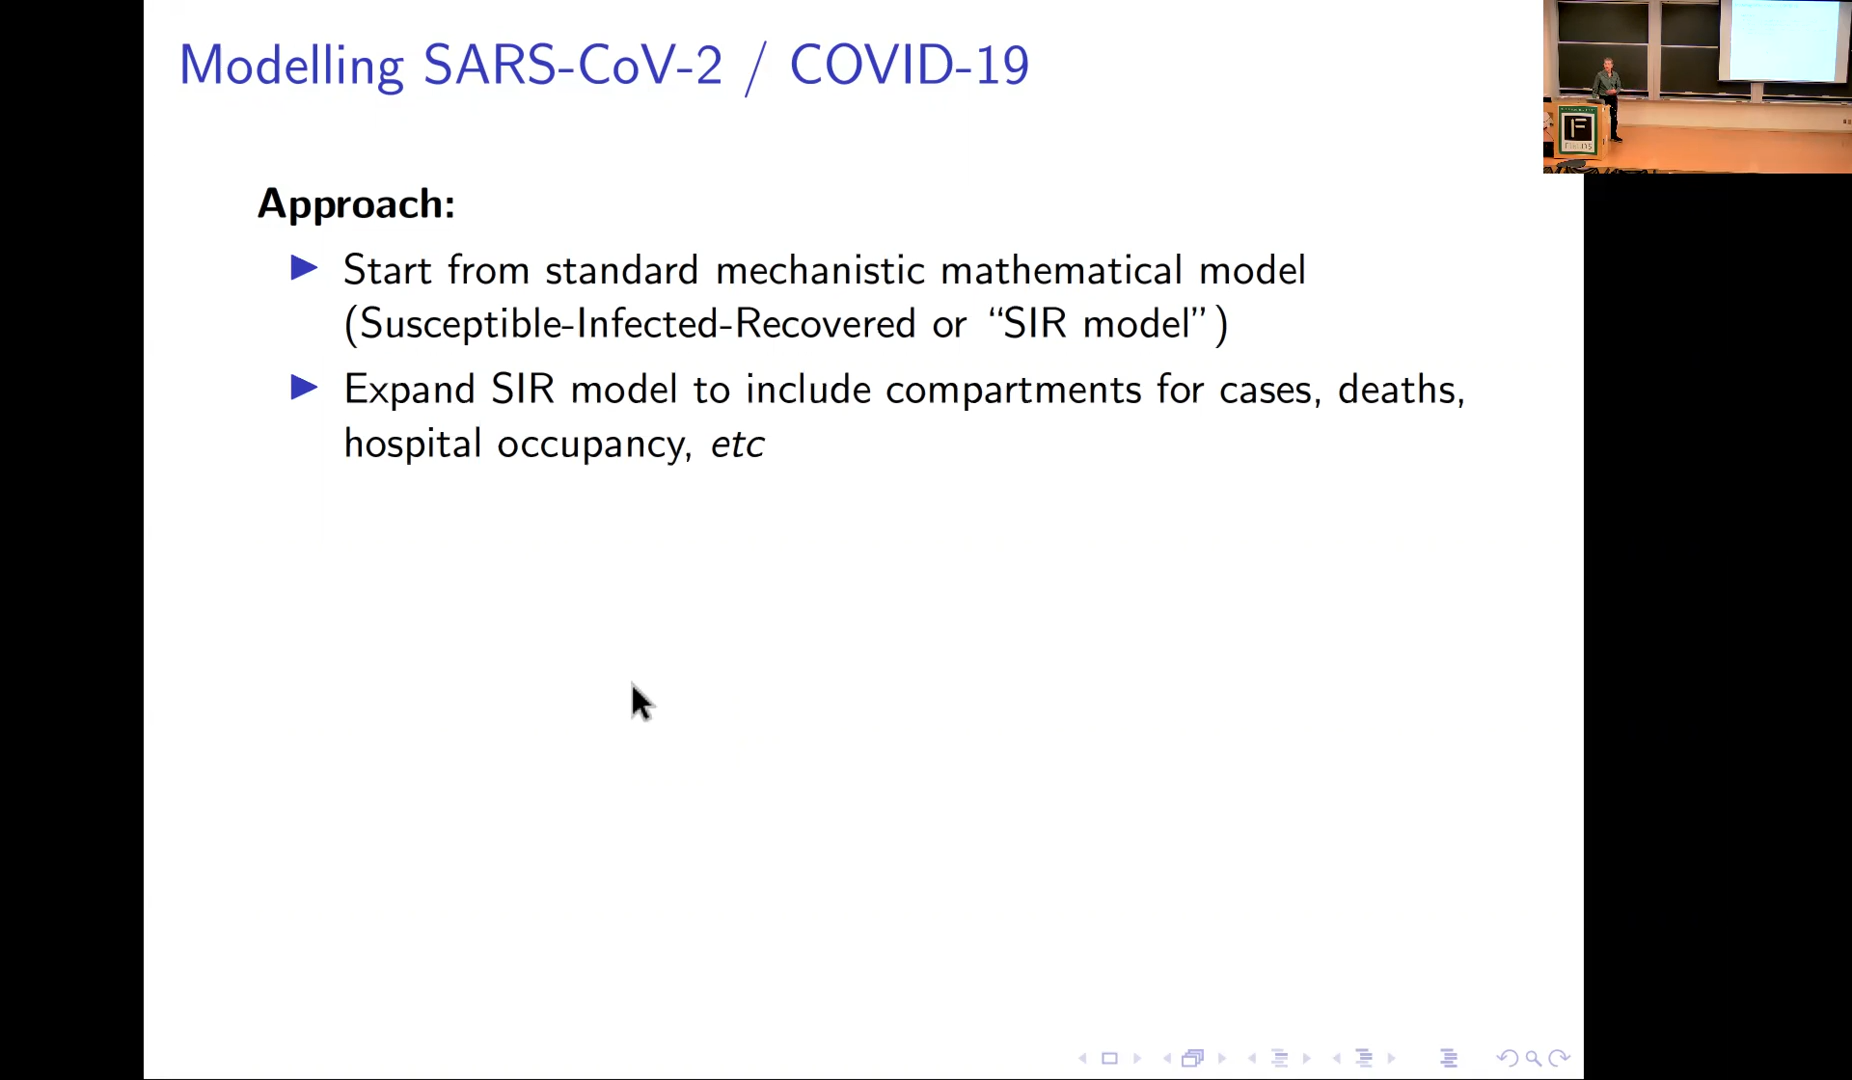 Modelling SARS-CoV-2 / COVID-19
Approach:
Start from standard mechanistic mathematical model
(Susceptible-Infected-Recovered or “SIR model”)
Expand SIR model to include compartments for cases, deaths,
hospital occupancy, etc
F